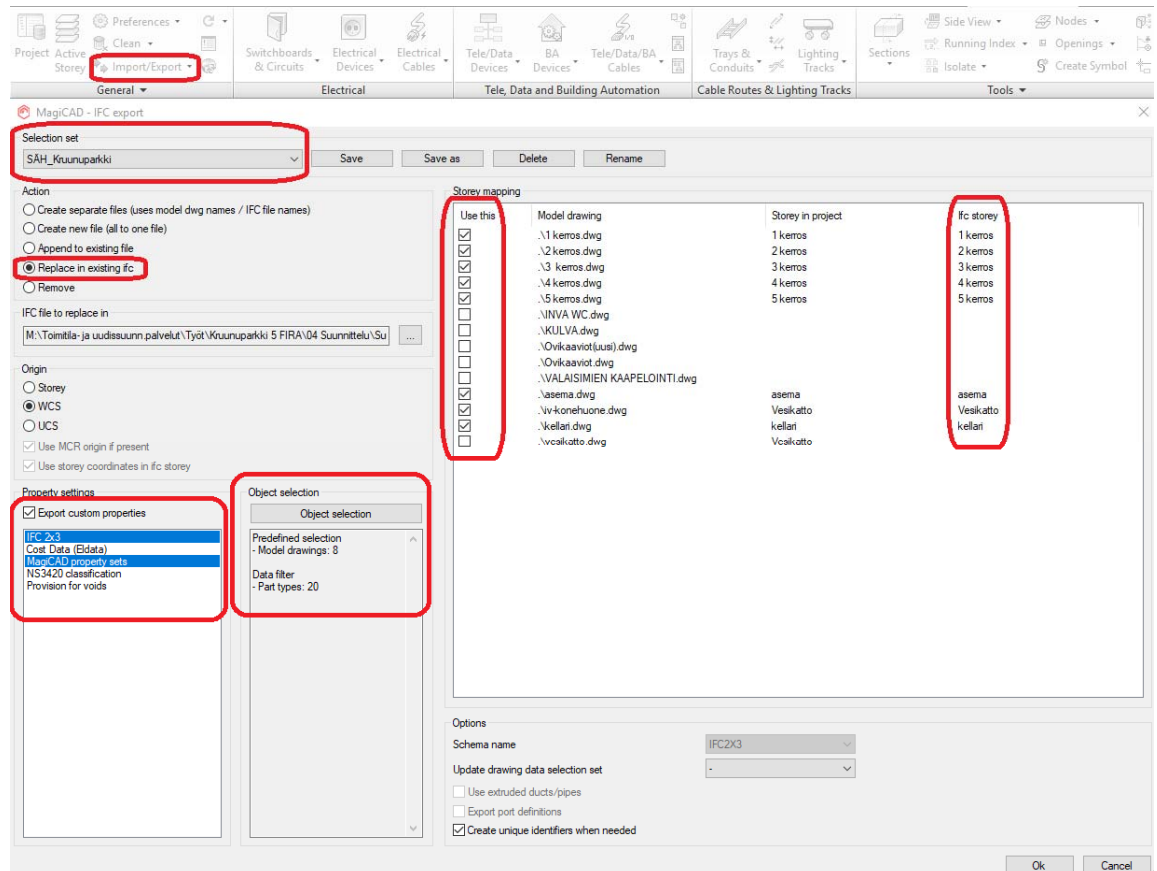 Preferences
Clean
Project Active Storey
Import/Export
Switchboards & Circuits
Electrical Devices
Electrical Cables
Tele/Data Devices
BA Devices
Tele/Data/BA Cables
Trays & Conduits
Lighting Tracks
Sections
Side View
Running Index
Isolate
Nodes
Openings
Create Symbol
General
Electrical
Tele, Data and Building Automation
Cable Routes & Lighting Tracks
Tools
MagiCAD - IFC export
Selection set
SÄH_Kruunuparkki
Save
Save as
Delete
Rename
Action
Create separate files (uses model dwg names / IFC file names)
Create new file (all to one file)
Append to existing file
Replace in existing ifc
Remove
IFC file to replace in
M:\Toimitila- ja uudissuunn.palvelut\Työt\Kruunuparkki 5 FIRA\04 Suunnittelu\Su ...
Origin
Storey
WCS
UCS
Use MCR origin if present
Use storey coordinates in ifc storey
Property settings
Export custom properties
IFC 2x3
Cost Data (Eldata)
MagiCAD property sets
NS3420 classification
Provision for voids
Object selection
Object selection
Predefined selection
- Model drawings: 8
Data filter
- Part types: 20
Storey mapping
Use this Model drawing Storey in project Ifc storey
.\1 kerros.dwg 1 kerros 1 kerros
.\2 kerros.dwg 2 kerros 2 kerros
.\3 kerros.dwg 3 kerros 3 kerros
.\4 kerros.dwg 4 kerros 4 kerros
.\5 kerros.dwg 5 kerros 5 kerros
.\INVA WC.dwg
.\KULVA.dwg
.\Ovikaaviot(uusi).dwg
.\Ovikaaviot.dwg
.\VALAISIMIEN KAAPELOINTI.dwg
.\asema.dwg asema asema
.\iv-konehuone.dwg Vesikatto Vesikatto
.\kellari.dwg kellari kellari
.\vesikatto.dwg Vesikatto
Options
Schema name IFC2X3
Update drawing data selection set -
Use extruded ducts/pipes
Export port definitions
Create unique identifiers when needed
Ok Cancel